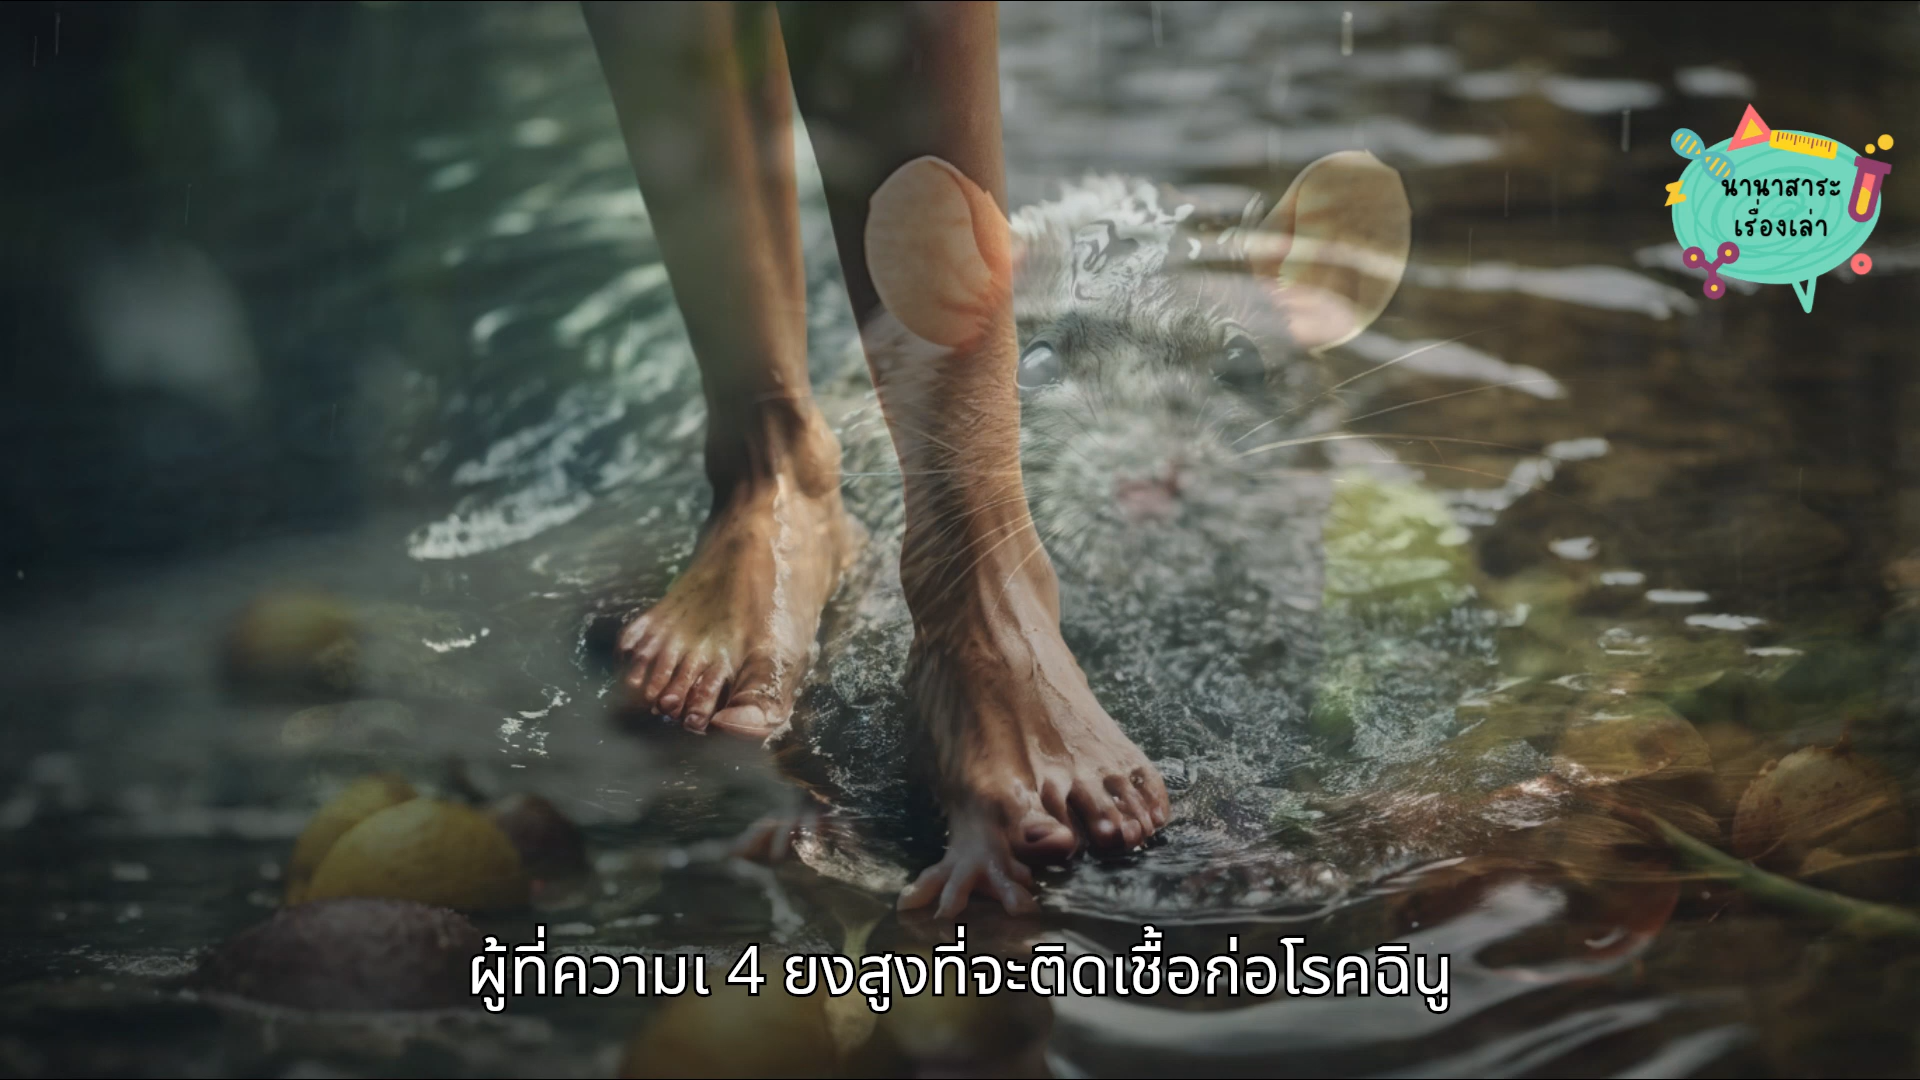 นานาสาระ
เรื่องเล่า
ผู้ที่ความเ 4 ยงสูงที่จะติดเชื้อก่อโรคฉินู